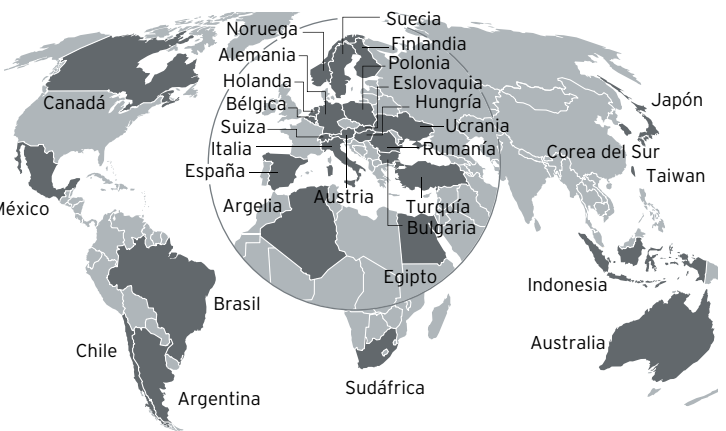 Suecia
Noruega
Finlandia
Alemania
Polonia
Holanda
Eslovaquia
Bélgica
Hungría
Suiza
Ucrania
Italia
Rumanía
España
Canadá
Japón
Corea del Sur
Taiwan
México
Argelia
Austria
Turquía
Bulgaria
Egipto
Indonesia
Brasil
Australia
Chile
Sudáfrica
Argentina